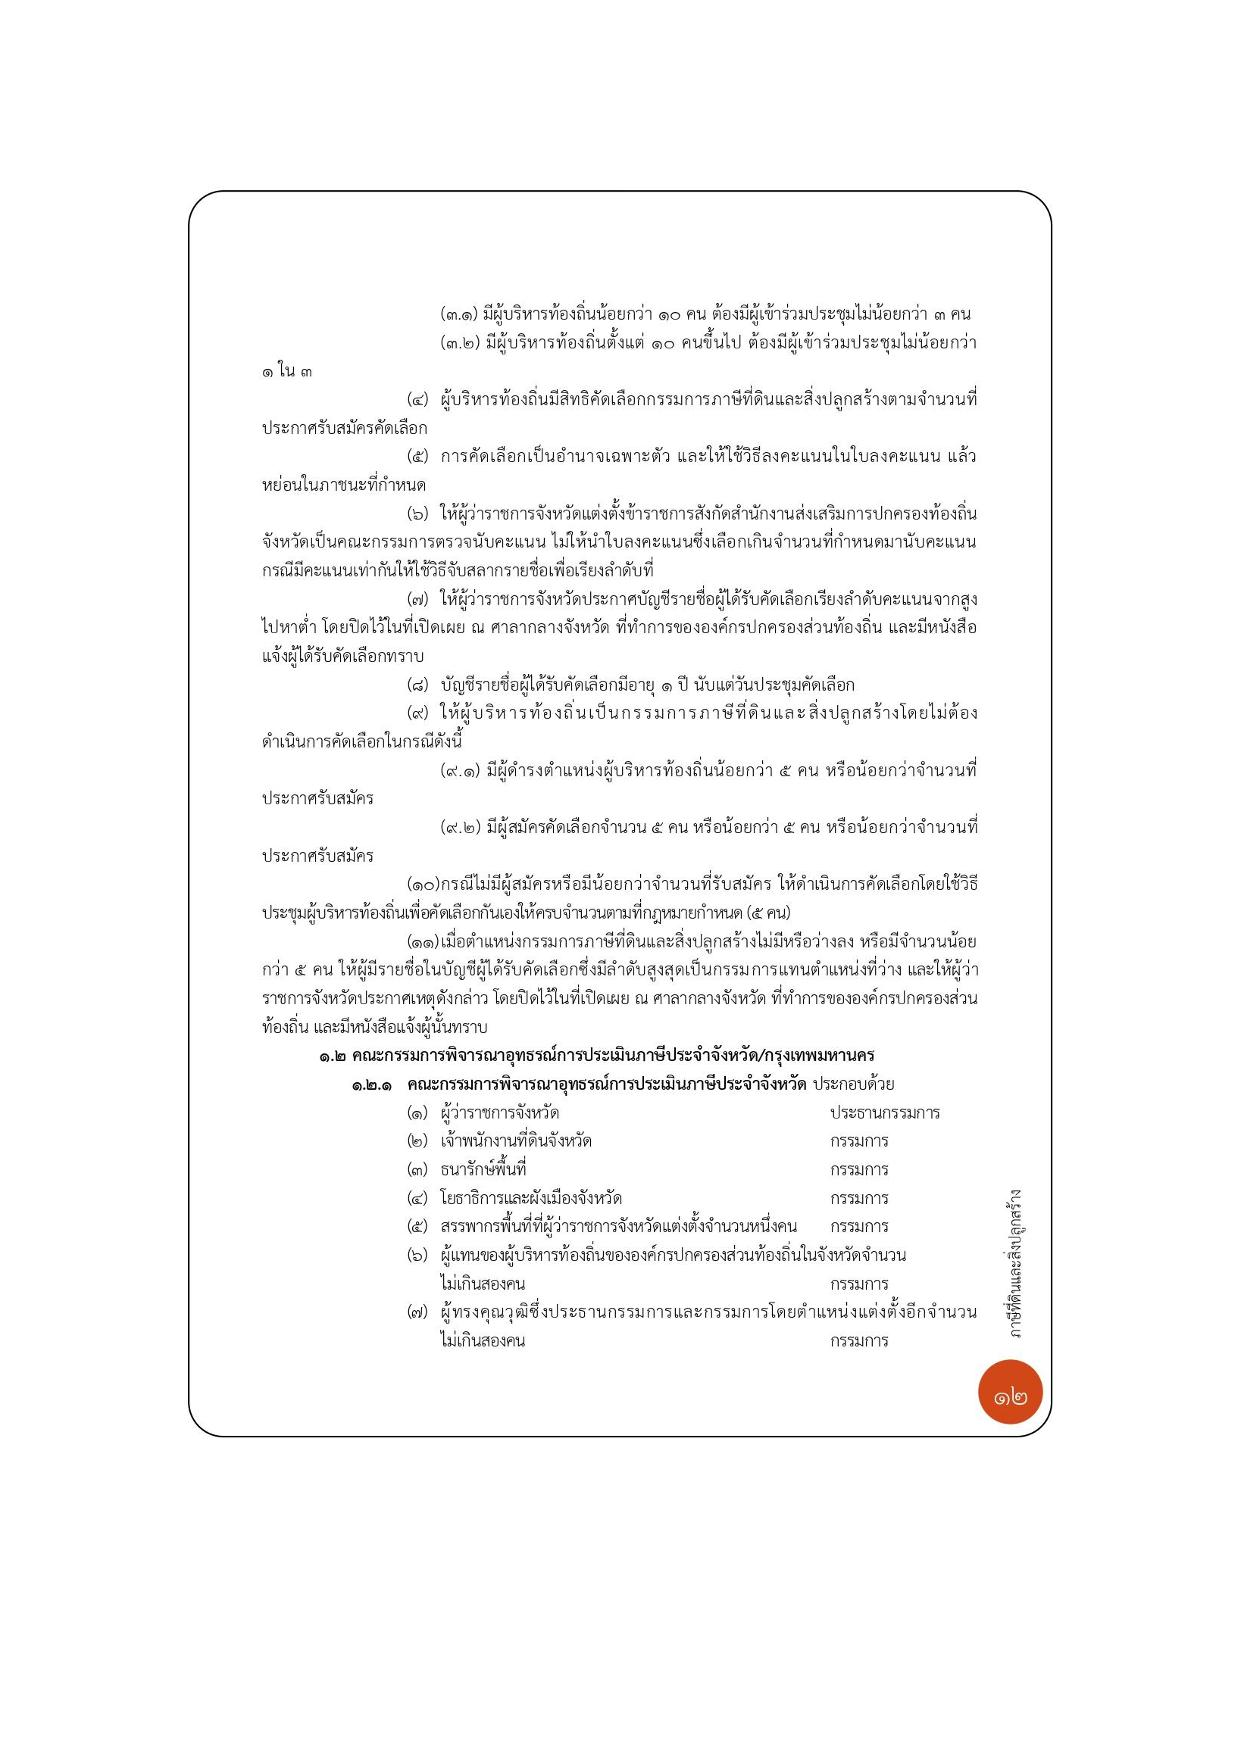 (๓.๑) มีผู้บริหารท้องถิ่นน้อยกว่า ๑๐ คน ต้องมีผู้เข้าร่วมประชุมไม่น้อยกว่า ๓ คน
(๓.๒) มีผู้บริหารท้องถิ่นตั้งแต่ ๑๐ คนขึ้นไป ต้องมีผู้เข้าร่วมประชุมไม่น้อยกว่า
๑ ใน ๓
(๔) ผู้บริหารท้องถิ่นมีสิทธิคัดเลือกกรรมการภาษีที่ดินและสิ่งปลูกสร้างตามจำนวนที่
ประกาศรับสมัครคัดเลือก
(๕) การคัดเลือกเป็นอำนาจเฉพาะตัว และให้ใช้วิธีลงคะแนนในใบลงคะแนน แล้ว
หย่อนในภาชนะที่กำหนด
(๖) ให้ผู้ว่าราชการจังหวัดแต่งตั้งข้าราชการสังกัดสำนักงานส่งเสริมการปกครองท้องถิ่น
จังหวัดเป็นคณะกรรมการตรวจนับคะแนน ไม่ให้นำใบลงคะแนนซึ่งเลือกเกินจำนวนที่กำหนดมานับคะแนน
กรณีมีคะแนนเท่ากันให้ใช้วิธีจับสลากรายชื่อเพื่อเรียงลำดับที่
(๗) ให้ผู้ว่าราชการจังหวัดประกาศบัญชีรายชื่อผู้ได้รับคัดเลือกเรียงลำดับคะแนนจากสูง
ไปหาต่ำ โดยปิดไว้ในที่เปิดเผย ณ ศาลากลางจังหวัด ที่ทำการขององค์กรปกครองส่วนท้องถิ่น และมีหนังสือ
แจ้งผู้ได้รับคัดเลือกทราบ
(๘) บัญชีรายชื่อผู้ได้รับคัดเลือกมีอายุ ๑ ปี นับแต่วันประชุมคัดเลือก
(๙) ให้ผู้บริหารท้องถิ่นเป็นกรรมการภาษีที่ดินและสิ่งปลูกสร้างโดยไม่ต้อง
ดำเนินการคัดเลือกในกรณีดังนี้
(๙.๑) มีผู้ดำรงตำแหน่งผู้บริหารท้องถิ่นน้อยกว่า ๕ คน หรือน้อยกว่าจำนวนที่
ประกาศรับสมัคร
(๙.๒) มีผู้สมัครคัดเลือกจำนวน ๕ คน หรือน้อยกว่า ๕ คน หรือน้อยกว่าจำนวนที่
ประกาศรับสมัคร
(๑๐)กรณีไม่มีผู้สมัครหรือมีน้อยกว่าจำนวนที่รับสมัคร ให้ดำเนินการคัดเลือกโดยใช้วิธี
ประชุมผู้บริหารท้องถิ่นเพื่อคัดเลือกกันเองให้ครบจำนวนตามที่กฎหมายกำหนด (๕ คน)
(๑๑)เมื่อตำแหน่งกรรมการภาษีที่ดินและสิ่งปลูกสร้างไม่มีหรือว่างลง หรือมีจำนวนน้อย
กว่า ๕ คน ให้ผู้มีรายชื่อในบัญชีผู้ได้รับคัดเลือกซึ่งมีลำดับสูงสุดเป็นกรรมการแทนตำแหน่งที่ว่าง และให้ผู้ว่า
ราชการจังหวัดประกาศเหตุดังกล่าว โดยปิดไว้ในที่เปิดเผย ณ ศาลากลางจังหวัด ที่ทำการขององค์กรปกครองส่วน
ท้องถิ่น และมีหนังสือแจ้งผู้นั้นทราบ
๑.๒ คณะกรรมการพิจารณาอุทธรณ์การประเมินภาษีประจำจังหวัด/กรุงเทพมหานคร
๑.๒.๑ คณะกรรมการพิจารณาอุทธรณ์การประเมินภาษีประจำจังหวัด ประกอบด้วย
(๑) ผู้ว่าราชการจังหวัด ประธานกรรมการ
(๒) เจ้าพนักงานที่ดินจังหวัด กรรมการ
(๓) ธนารักษ์พื้นที่ กรรมการ
(๔) โยธาธิการและผังเมืองจังหวัด กรรมการ
(๕) สรรพากรพื้นที่ที่ผู้ว่าราชการจังหวัดแต่งตั้งจำนวนหนึ่งคน กรรมการ
(๖) ผู้แทนของผู้บริหารท้องถิ่นขององค์กรปกครองส่วนท้องถิ่นในจังหวัดจำนวน
ไม่เกินสองคน กรรมการ
(๗) ผู้ทรงคุณวุฒิซึ่งประธานกรรมการและกรรมการโดยตำแหน่งแต่งตั้งอีกจำนวน
ไม่เกินสองคน กรรมการ
ภาษีที่ดินและสิ่งปลูกสร้าง
๑๒